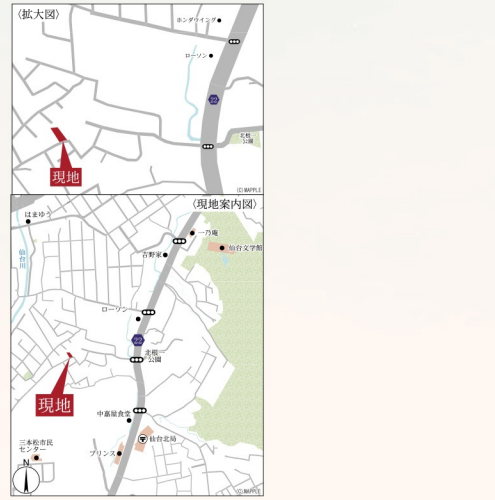 〈拡大図〉
ホンダウイング
ローソン
22
北根一
公園
現地
(C)MAPPLE
〈現地案内図〉
はまゆう
一乃庵
仙台文学館
仙台川
吉野家
ローソン
22
北根一
公園
現地
中嘉屋食堂
三本松市民
センター
仙台北局
プリンス
N
(C)MAPPLE